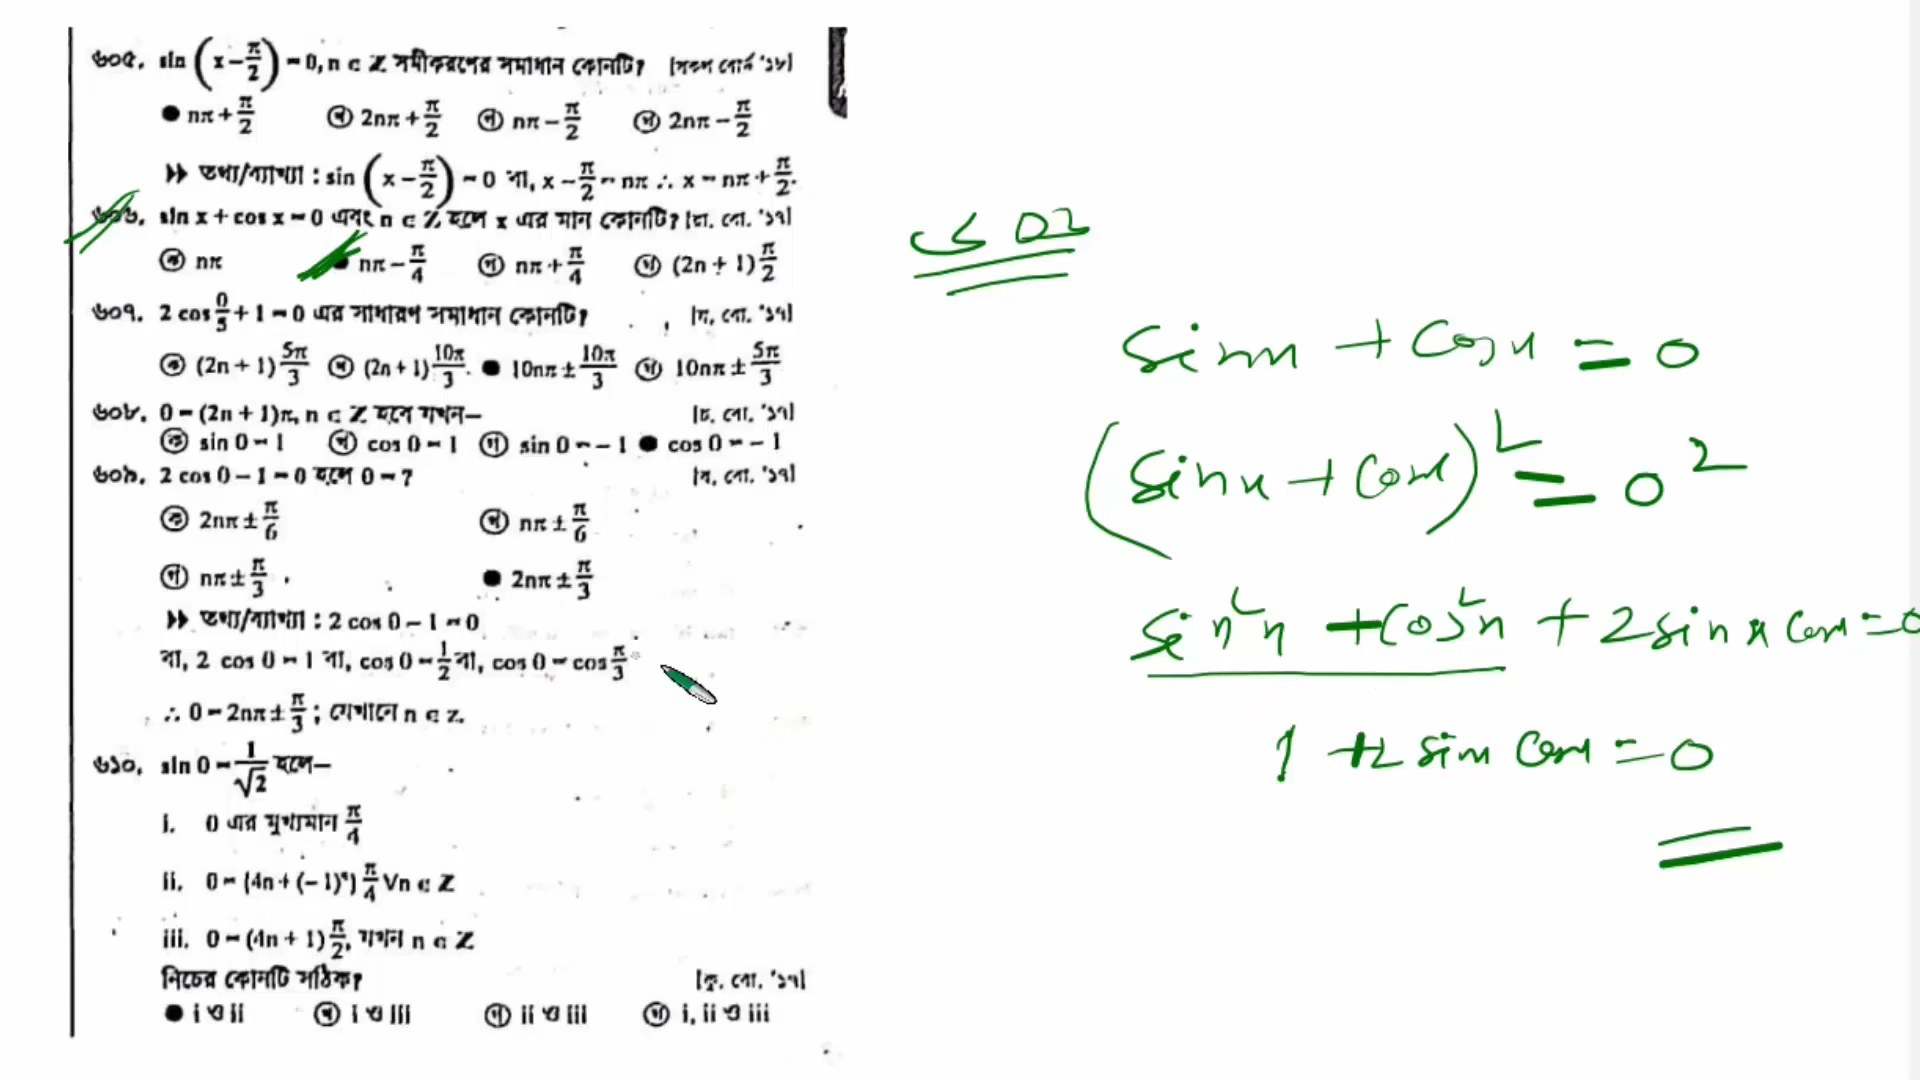 ৬০৫. sin (x − π/2) = 0, n ∈ Z সমীকরণের সমাধান কোনটি? [সকল বোর্ড '১৮]
● nπ + π/2 ㉿ 2nπ + π/2 গ nπ − π/2 ঘ 2nπ − π/2
▶▶ তথ্য/ব্যাখ্যা : sin (x − π/2) = 0 বা, x − π/2 = nπ ∴ x = nπ + π/2.
৬০৬. sin x + cos x = 0 এবং n ∈ Z হলে x এর মান কোনটি? [রা. বো. '১৭]
ক nπ ● nπ − π/4 গ nπ + π/4 ঘ (2n + 1) π/2
৬০৭. 2 cos θ/5 + 1 = 0 এর সাধারণ সমাধান কোনটি? [বো. '১৭]
ক (2n + 1) 5π/3 খ (2n + 1) 10π/3 ● 10nπ ± 10π/3 ঘ 10nπ ± 5π/3
৬০৮. θ = (2n + 1)π, n ∈ Z হবে যখন— [চ. বো. '১৭]
ক sin θ = 1 খ cos θ = 1 গ sin θ = − 1 ● cos θ = − 1
৬০৯. 2 cos θ − 1 = 0 হলে θ = ? [ব. বো. '১৭]
ক 2nπ ± π/6 খ nπ ± π/6
গ nπ ± π/3 ● 2nπ ± π/3
▶▶ তথ্য/ব্যাখ্যা : 2 cos θ − 1 = 0
বা, 2 cos θ = 1 বা, cos θ = 1/2 বা, cos θ = cos π/3
∴ θ = 2nπ ± π/3 ; যেখানে n ∈ z.
৬১০. sin θ = 1/√2 হলে—
i. θ এর মুখ্যমান π/4
ii. θ = {4n + (−1)ⁿ} π/4 ∀n ∈ Z
iii. θ = (4n + 1) π/2, যখন n ∈ Z
নিচের কোনটি সঠিক? [কু. বো. '১৭]
● i ও ii খ i ও iii গ ii ও iii ঘ i, ii ও iii
sinx + cosx = 0
(sinx + cosx)² = 0²
sin²x + cos²x + 2sinx cosx = 0
1 + 2 sinx cosx = 0